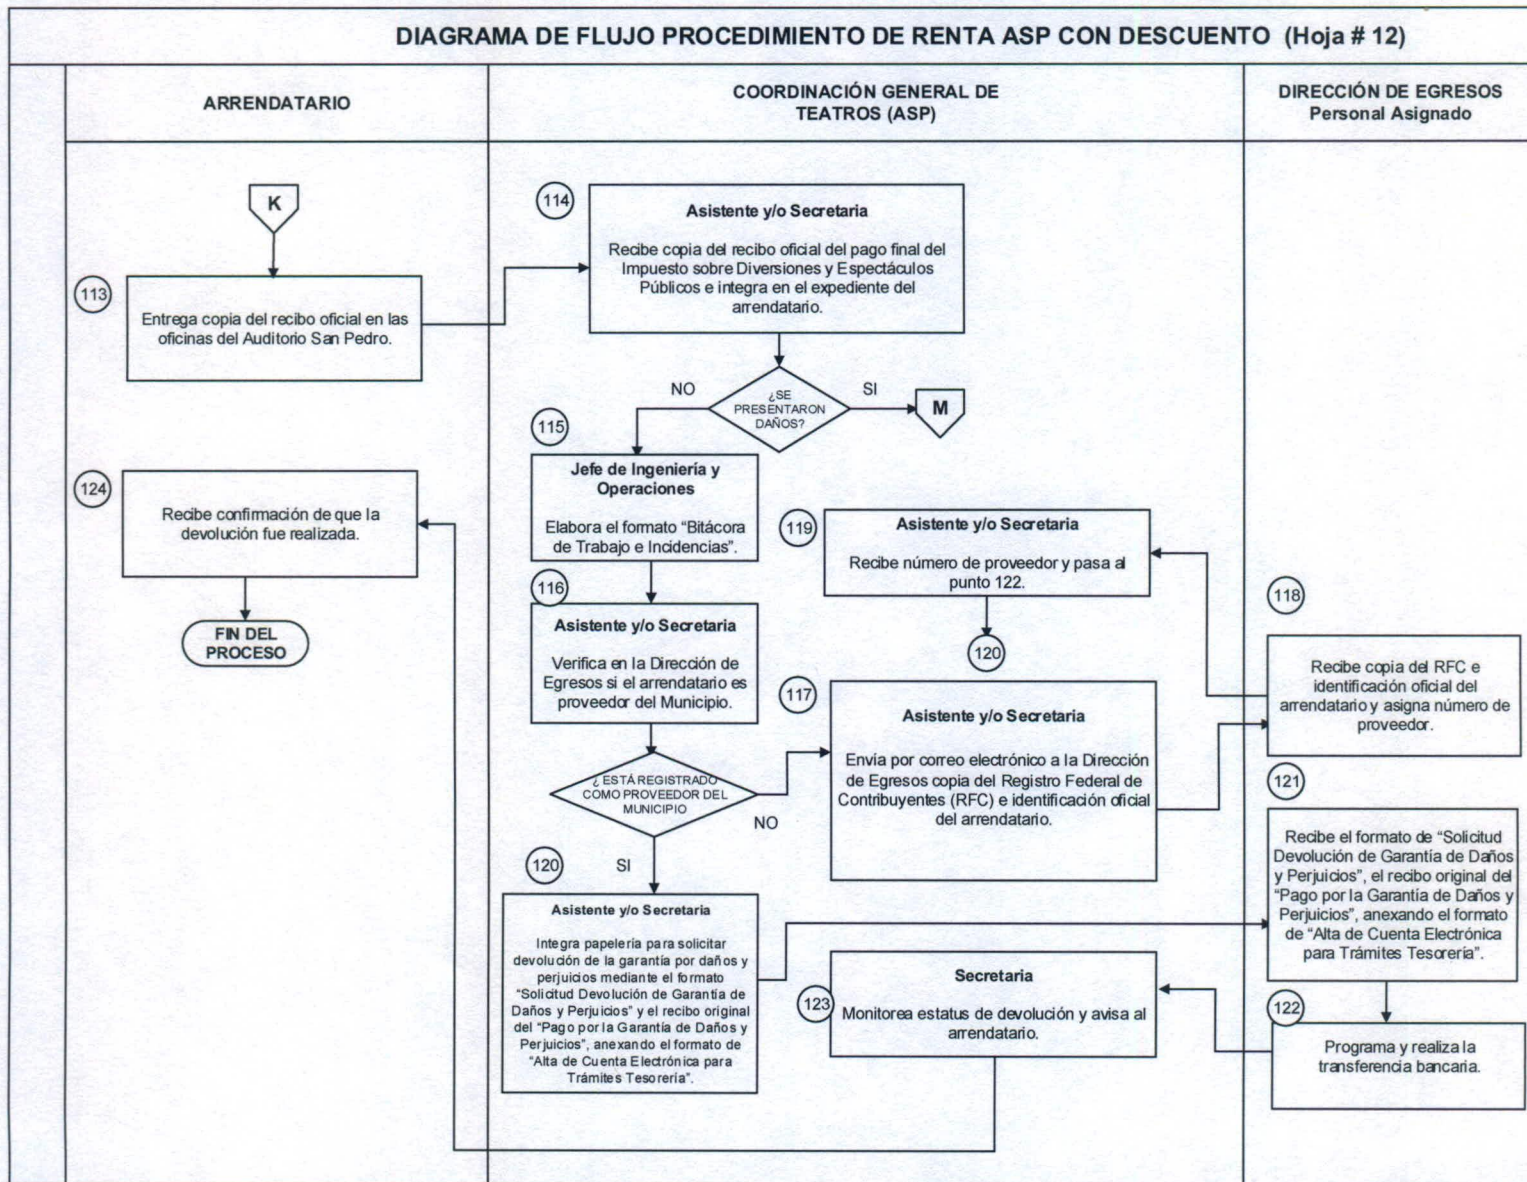 DIAGRAMA DE FLUJO PROCEDIMIENTO DE RENTA ASP CON DESCUENTO (Hoja # 12)
ARRENDATARIO
COORDINACIÓN GENERAL DE
TEATROS (ASP)
DIRECCIÓN DE EGRESOS
Personal Asignado
K
113
Entrega copia del recibo oficial en las
oficinas del Auditorio San Pedro.
114
Asistente y/o Secretaria
Recibe copia del recibo oficial del pago final del
Impuesto sobre Diversiones y Espectáculos
Públicos e integra en el expediente del
arrendatario.
¿SE
PRESENTARON
DAÑOS?
NO
SI
M
115
Jefe de Ingeniería y
Operaciones
Elabora el formato “Bitácora
de Trabajo e Incidencias”.
116
Asistente y/o Secretaria
Verifica en la Dirección de
Egresos si el arrendatario es
proveedor del Municipio.
¿ ESTÁ REGISTRADO
COMO PROVEEDOR DEL
MUNICIPIO
NO
SI
117
Asistente y/o Secretaria
Envía por correo electrónico a la Dirección
de Egresos copia del Registro Federal de
Contribuyentes (RFC) e identificación oficial
del arrendatario.
118
Recibe copia del RFC e
identificación oficial del
arrendatario y asigna número de
proveedor.
119
Asistente y/o Secretaria
Recibe número de proveedor y pasa al
punto 122.
120
120
Asistente y/o Secretaria
Integra papelería para solicitar
devolución de la garantía por daños y
perjuicios mediante el formato
“Solicitud Devolución de Garantía de
Daños y Perjuicios” y el recibo original
del “Pago por la Garantía de Daños y
Perjuicios”, anexando el formato de
“Alta de Cuenta Electrónica para
Trámites Tesorería”.
121
Recibe el formato de “Solicitud
Devolución de Garantía de Daños
y Perjuicios”, el recibo original del
“Pago por la Garantía de Daños y
Perjuicios”, anexando el formato
de “Alta de Cuenta Electrónica
para Trámites Tesorería”.
122
Programa y realiza la
transferencia bancaria.
123
Secretaria
Monitorea estatus de devolución y avisa al
arrendatario.
124
Recibe confirmación de que la
devolución fue realizada.
FIN DEL
PROCESO